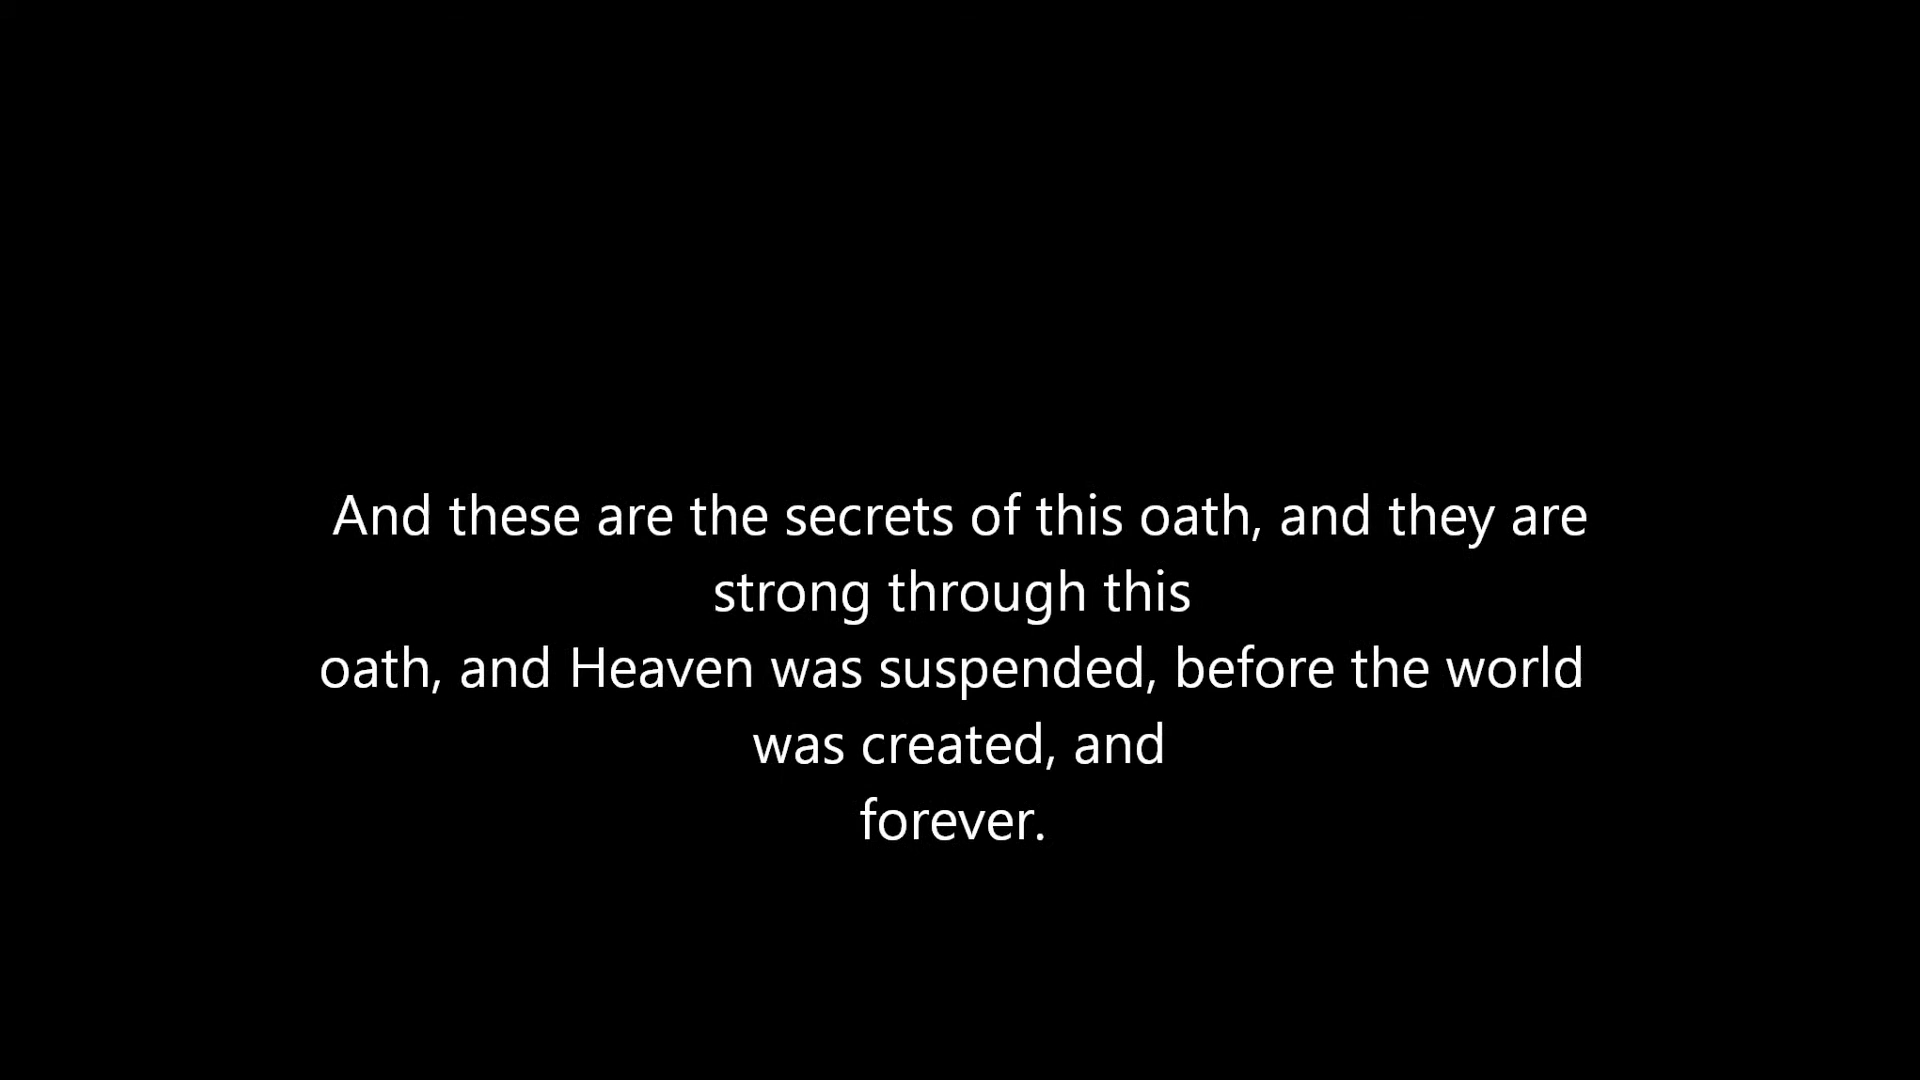 And these are the secrets of this oath, and they are
strong through this
oath, and Heaven was suspended, before the world
was created, and
forever.